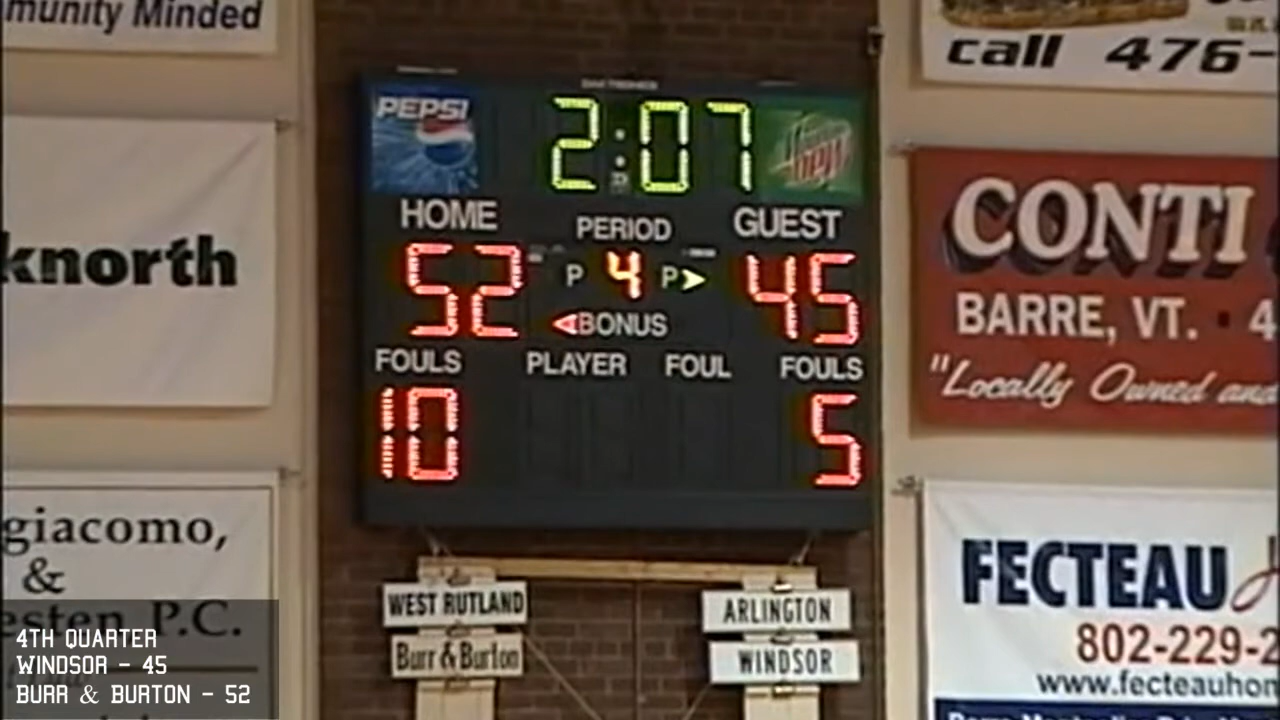 munity Minded
call 476-
PEPSI
2:07
HOME
PERIOD
GUEST
52
P 4 P
45
BONUS
FOULS
PLAYER FOUL
FOULS
10
5
knorth
CONTI
BARRE, VT. · 4
"Locally Owned and
giacomo,
&
esten P.C.
WEST RUTLAND
ARLINGTON
Burr & Burton
WINDSOR
FECTEAU
802-229-2
www.fecteauhom
4TH QUARTER
WINDSOR - 45
BURR & BURTON - 52